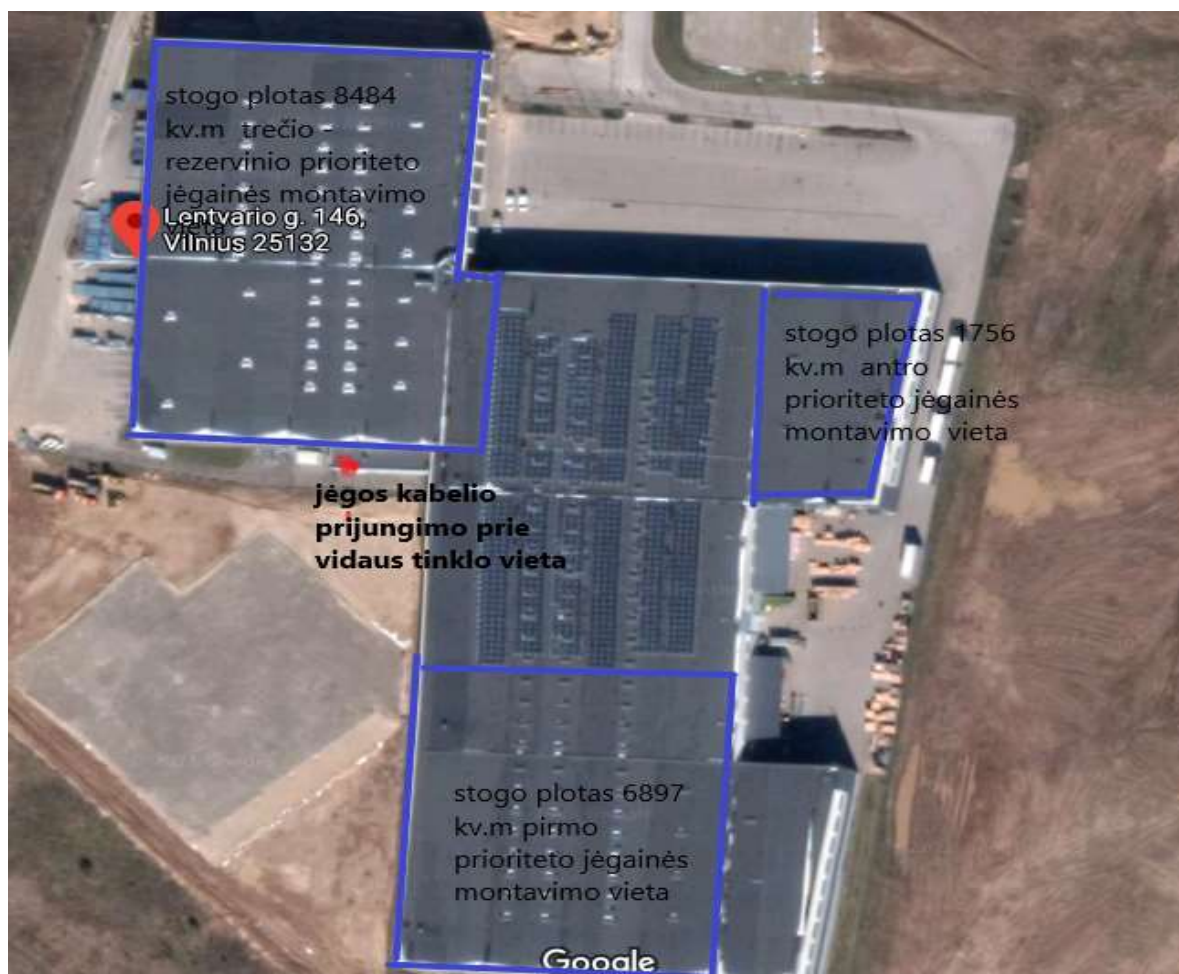 stogo plotas 8484
kv.m trečio -
rezervinio prioriteto
jėgainės montavimo
vieta
Lentvario g. 146,
Vilnius 25132
stogo plotas 1756
kv.m antro
prioriteto jėgainės
montavimo vieta
jėgos kabelio
prijungimo prie
vidaus tinklo vieta
stogo plotas 6897
kv.m pirmo
prioriteto jėgainės
montavimo vieta
Google